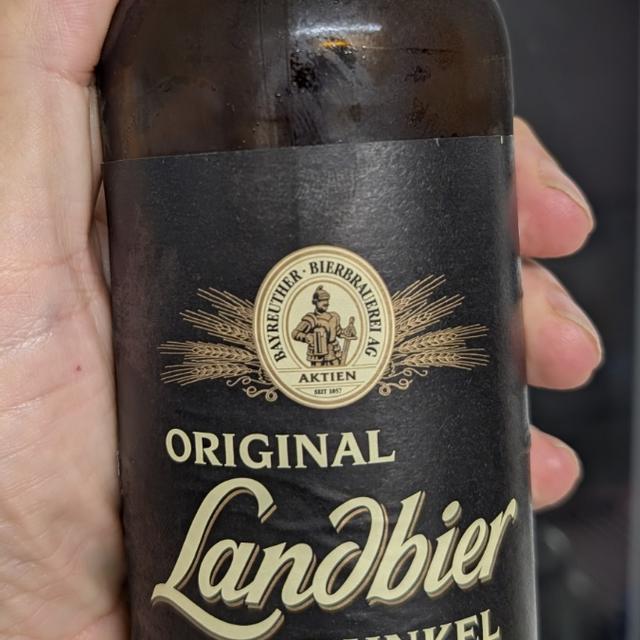 BAYREUTHER · BIERBRAUEREI AG
AKTIEN
SEIT 1857
ORIGINAL
Landbier